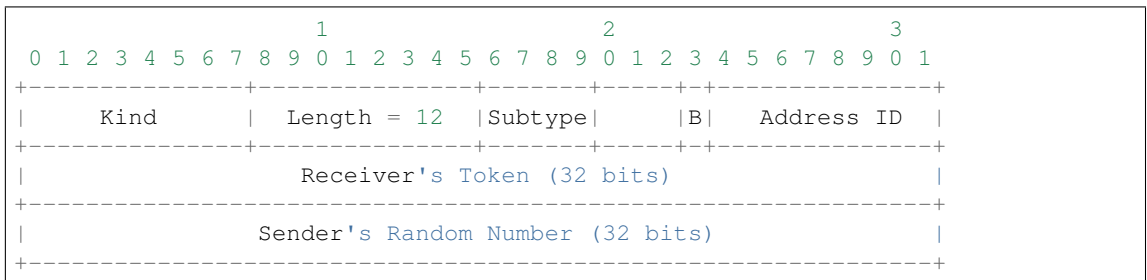 1                   2                   3
 0 1 2 3 4 5 6 7 8 9 0 1 2 3 4 5 6 7 8 9 0 1 2 3 4 5 6 7 8 9 0 1
+---------------+---------------+-------+-----+-+---------------+
|     Kind      |  Length = 12  |Subtype|     |B|   Address ID  |
+---------------+---------------+-------+-----+-+---------------+
|                   Receiver's Token (32 bits)                  |
+---------------------------------------------------------------+
|                Sender's Random Number (32 bits)               |
+---------------------------------------------------------------+